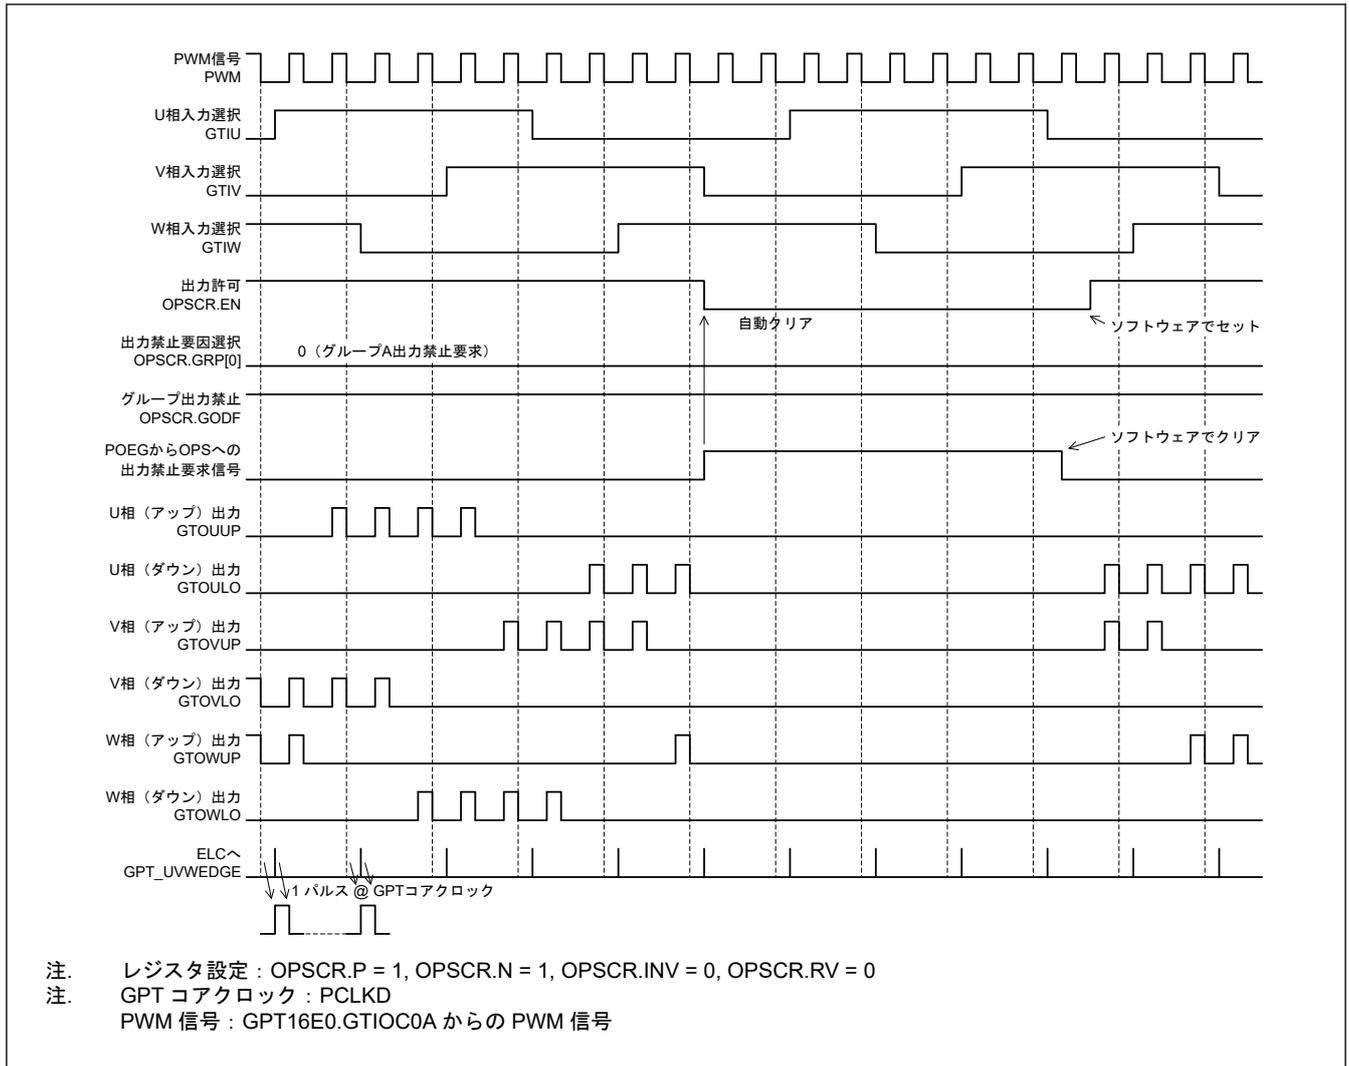 PWM信号
PWM
U相入力選択
GTIU
V相入力選択
GTIV
W相入力選択
GTIW
出力許可
OPSCR.EN
自動クリア
ソフトウェアでセット
出力禁止要因選択
OPSCR.GRP[0]
0（グループA出力禁止要求）
グループ出力禁止
OPSCR.GODF
ソフトウェアでクリア
POEGからOPSへの
出力禁止要求信号
U相（アップ）出力
GTOUUP
U相（ダウン）出力
GTOULO
V相（アップ）出力
GTOVUP
V相（ダウン）出力
GTOVLO
W相（アップ）出力
GTOWUP
W相（ダウン）出力
GTOWLO
ELCへ
GPT_UVWEDGE
1 パルス @ GPTコアクロック
注. レジスタ設定：OPSCR.P = 1, OPSCR.N = 1, OPSCR.INV = 0, OPSCR.RV = 0
注. GPT コアクロック：PCLKD
PWM 信号：GPT16E0.GTIOC0A からの PWM 信号